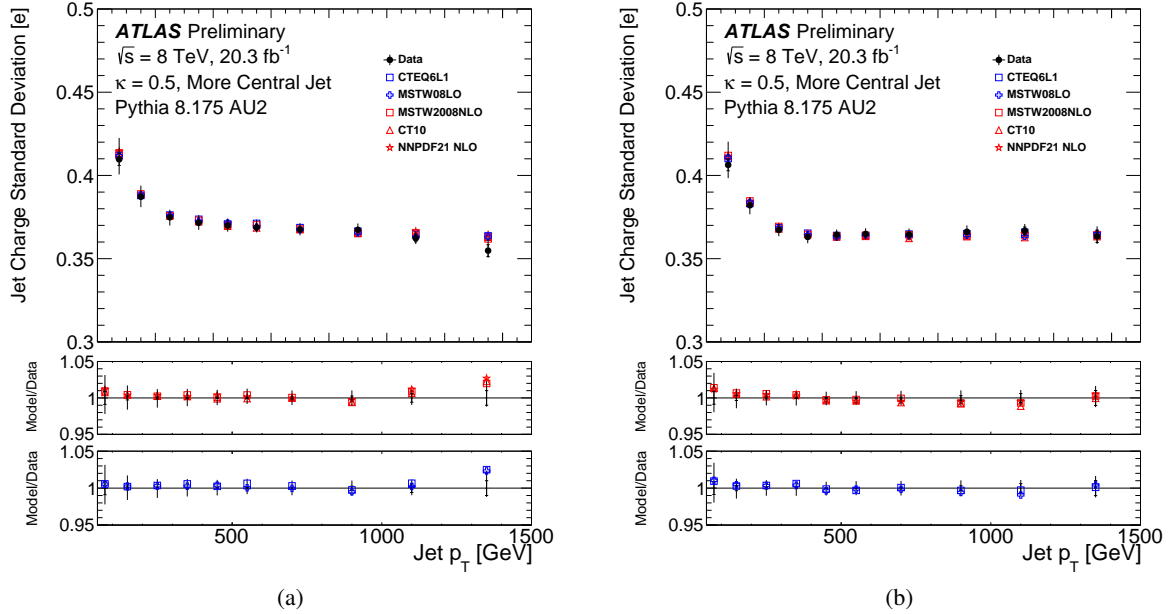 Jet Charge Standard Deviation [e]
0.5
0.45
0.4
0.35
0.3
ATLAS Preliminary
√s = 8 TeV, 20.3 fb⁻¹
κ = 0.5, More Central Jet
Pythia 8.175 AU2
Data
CTEQ6L1
MSTW08LO
MSTW2008NLO
CT10
NNPDF21 NLO
Model/Data
1.05
1
0.95
Model/Data
1.05
1
0.95
500
1000
1500
Jet p_T [GeV]
(a)
Jet Charge Standard Deviation [e]
0.5
0.45
0.4
0.35
0.3
ATLAS Preliminary
√s = 8 TeV, 20.3 fb⁻¹
κ = 0.5, More Central Jet
Pythia 8.175 AU2
Data
CTEQ6L1
MSTW08LO
MSTW2008NLO
CT10
NNPDF21 NLO
Model/Data
1.05
1
0.95
Model/Data
1.05
1
0.95
500
1000
1500
Jet p_T [GeV]
(b)